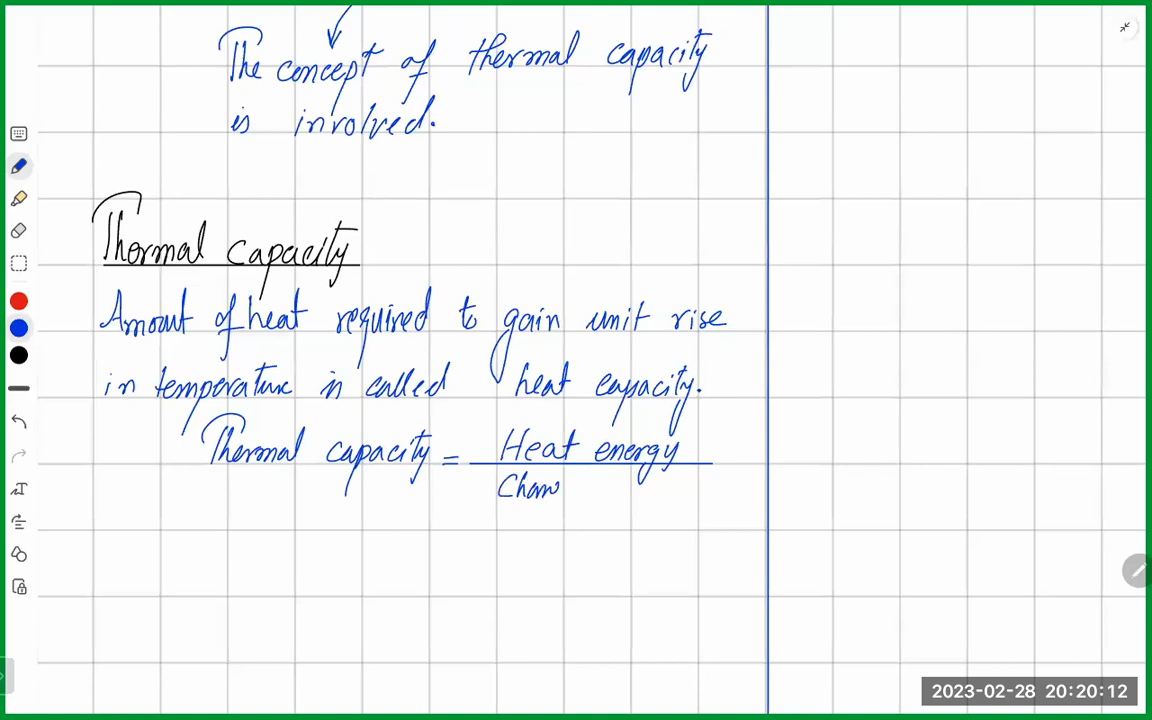 The concept of thermal capacity
is involved.
Thermal capacity
Amount of heat required to gain unit rise
in temperature is called heat capacity.
Thermal capacity = Heat energy
Chan
2023-02-28 20:20:12